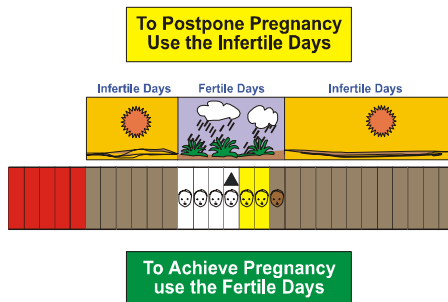 To Postpone Pregnancy
Use the Infertile Days
Infertile Days
Fertile Days
Infertile Days
To Achieve Pregnancy
use the Fertile Days